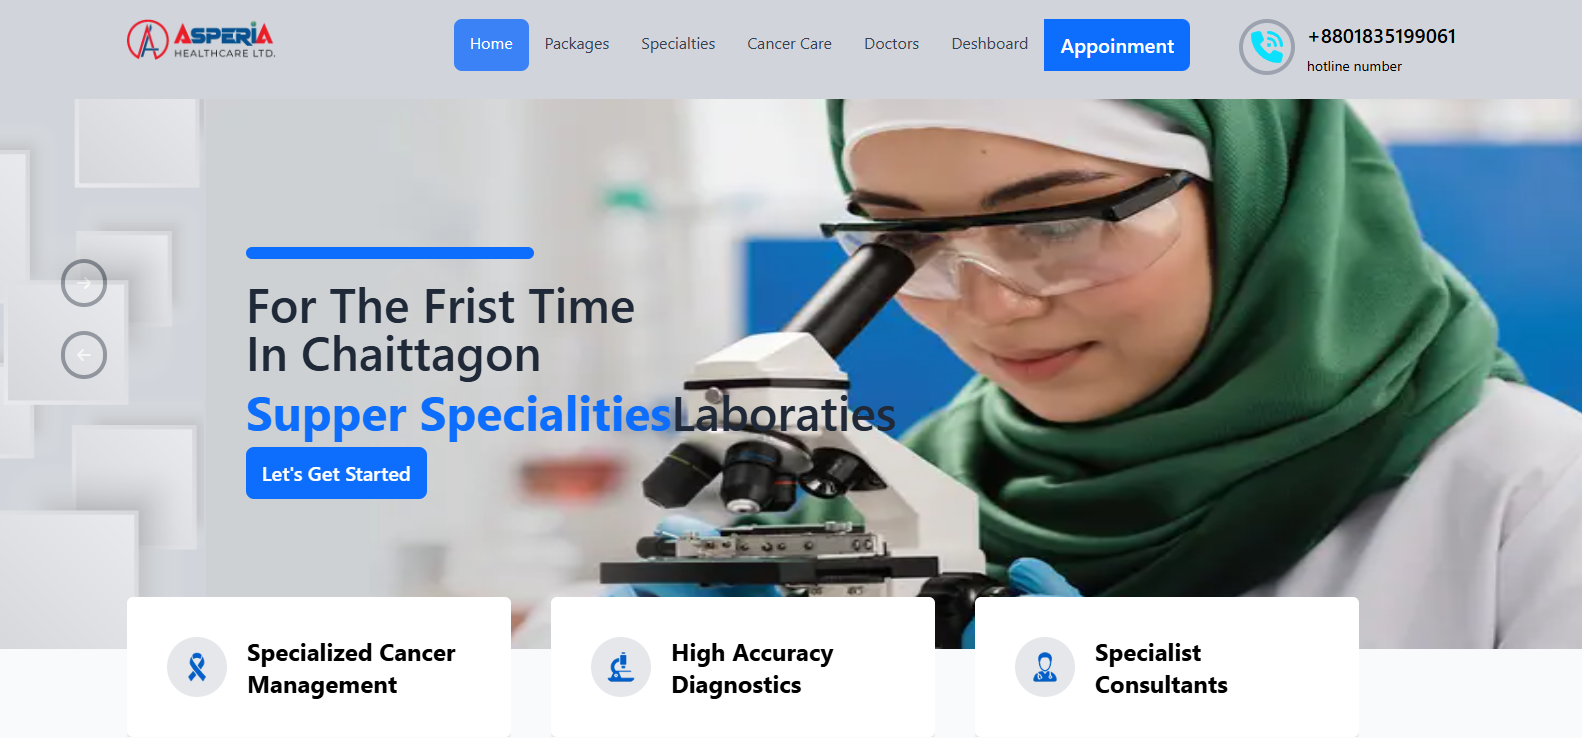 ASPERIA
HEALTHCARE LTD.
Home Packages Specialties Cancer Care Doctors Deshboard Appoinment
+8801835199061
hotline number
For The Frist Time
In Chaittagon
Supper SpecialitiesLaboraties
Let's Get Started
Specialized Cancer
Management
High Accuracy
Diagnostics
Specialist
Consultants